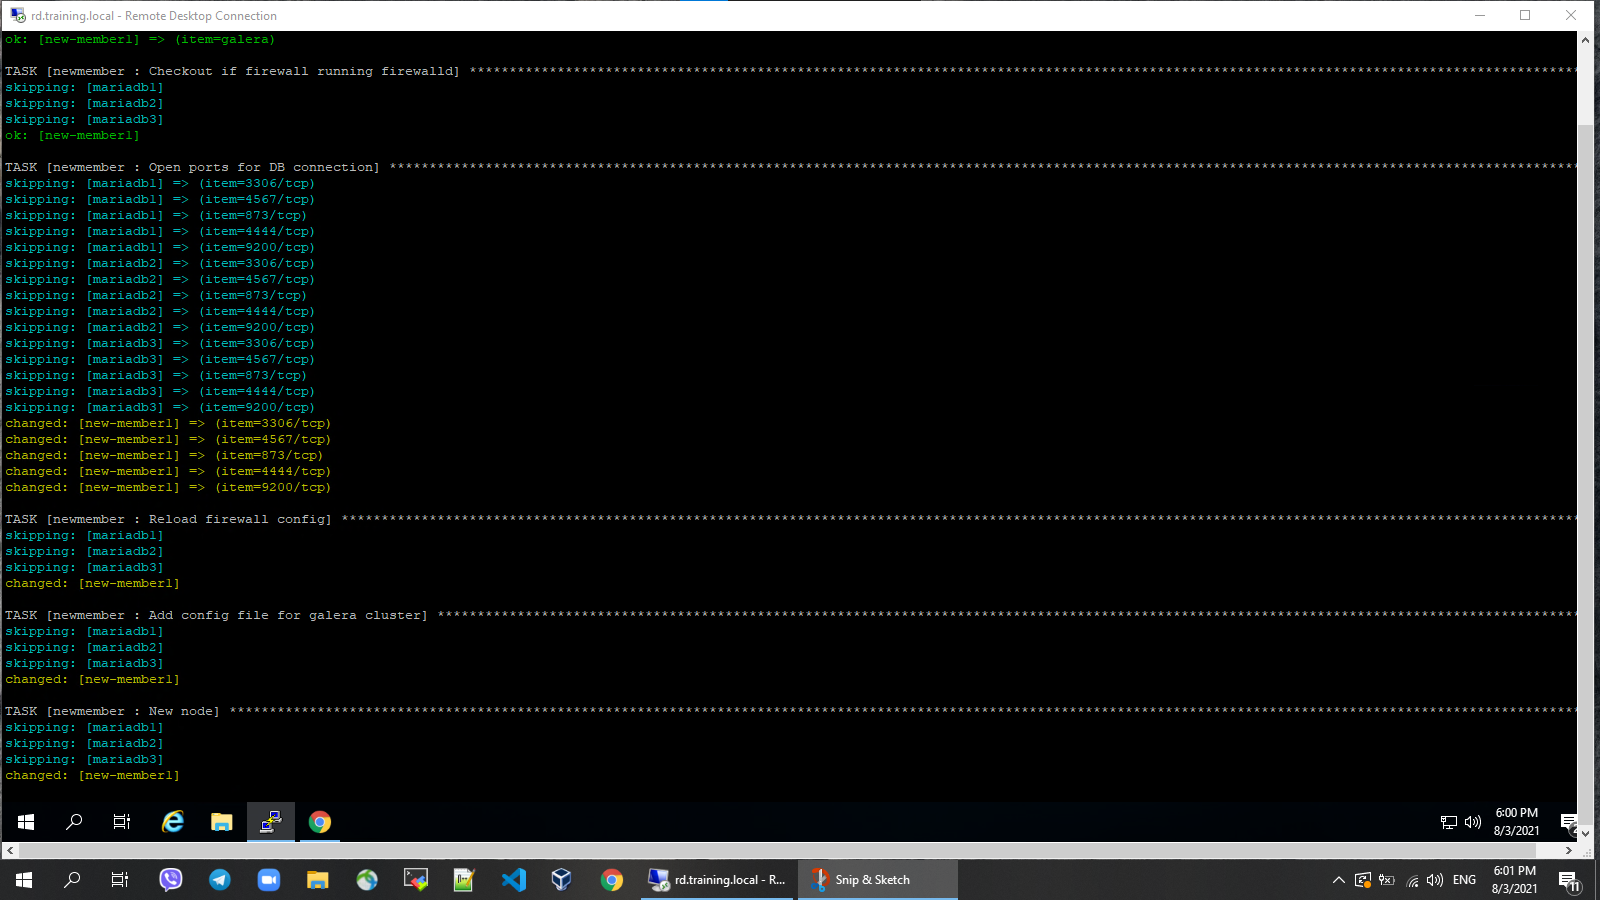 rd.training.local - Remote Desktop Connection
ok: [new-member1] => (item=galera)
TASK [newmember : Checkout if firewall running firewalld] ********************************************************************************************************************************************
skipping: [mariadb1]
skipping: [mariadb2]
skipping: [mariadb3]
ok: [new-member1]
TASK [newmember : Open ports for DB connection] ******************************************************************************************************************************************************
skipping: [mariadb1] => (item=3306/tcp)
skipping: [mariadb1] => (item=4567/tcp)
skipping: [mariadb1] => (item=873/tcp)
skipping: [mariadb1] => (item=4444/tcp)
skipping: [mariadb1] => (item=9200/tcp)
skipping: [mariadb2] => (item=3306/tcp)
skipping: [mariadb2] => (item=4567/tcp)
skipping: [mariadb2] => (item=873/tcp)
skipping: [mariadb2] => (item=4444/tcp)
skipping: [mariadb2] => (item=9200/tcp)
skipping: [mariadb3] => (item=3306/tcp)
skipping: [mariadb3] => (item=4567/tcp)
skipping: [mariadb3] => (item=873/tcp)
skipping: [mariadb3] => (item=4444/tcp)
skipping: [mariadb3] => (item=9200/tcp)
changed: [new-member1] => (item=3306/tcp)
changed: [new-member1] => (item=4567/tcp)
changed: [new-member1] => (item=873/tcp)
changed: [new-member1] => (item=4444/tcp)
changed: [new-member1] => (item=9200/tcp)
TASK [newmember : Reload firewall config] ************************************************************************************************************************************************************
skipping: [mariadb1]
skipping: [mariadb2]
skipping: [mariadb3]
changed: [new-member1]
TASK [newmember : Add config file for galera cluster] ************************************************************************************************************************************************
skipping: [mariadb1]
skipping: [mariadb2]
skipping: [mariadb3]
changed: [new-member1]
TASK [newmember : New node] **************************************************************************************************************************************************************************
skipping: [mariadb1]
skipping: [mariadb2]
skipping: [mariadb3]
changed: [new-member1]
6:00 PM
8/3/2021
rd.training.local - R...
Snip & Sketch
ENG
6:01 PM
8/3/2021
11